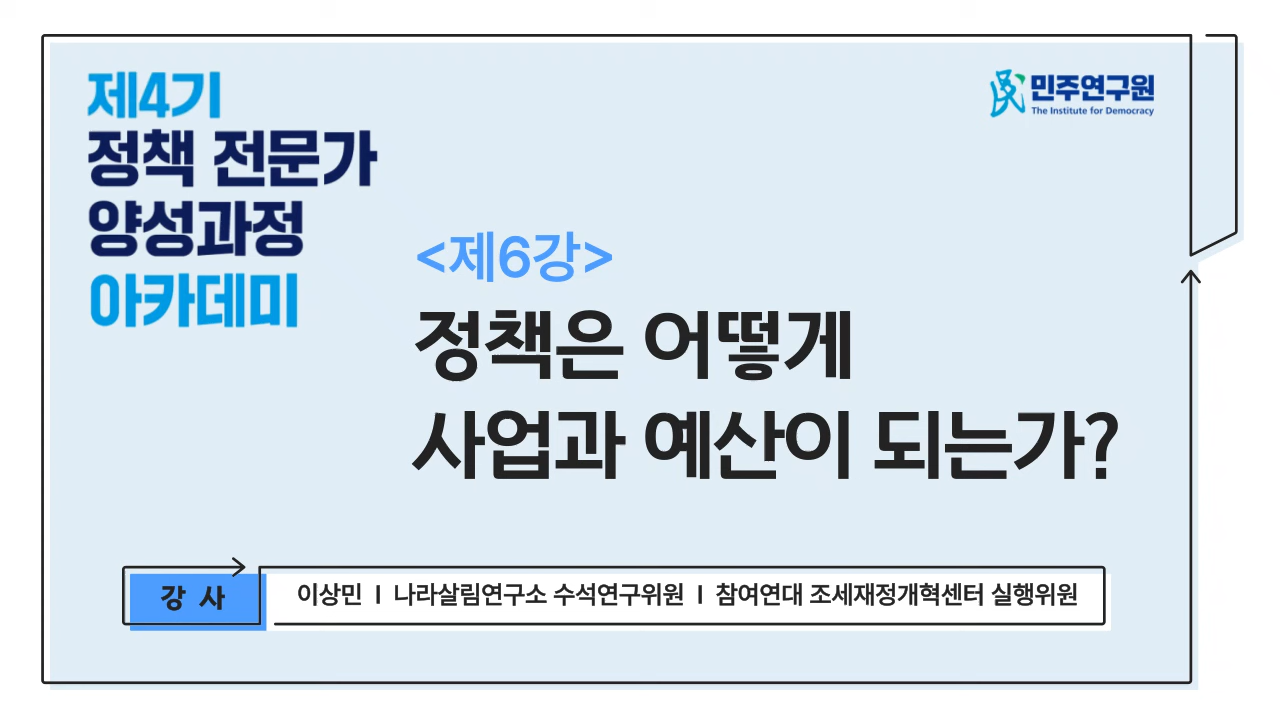 제4기
정책 전문가
양성과정
아카데미
民 민주연구원
The Institute for Democracy
<제6강>
정책은 어떻게
사업과 예산이 되는가?
강 사
이상민 I 나라살림연구소 수석연구위원 I 참여연대 조세재정개혁센터 실행위원